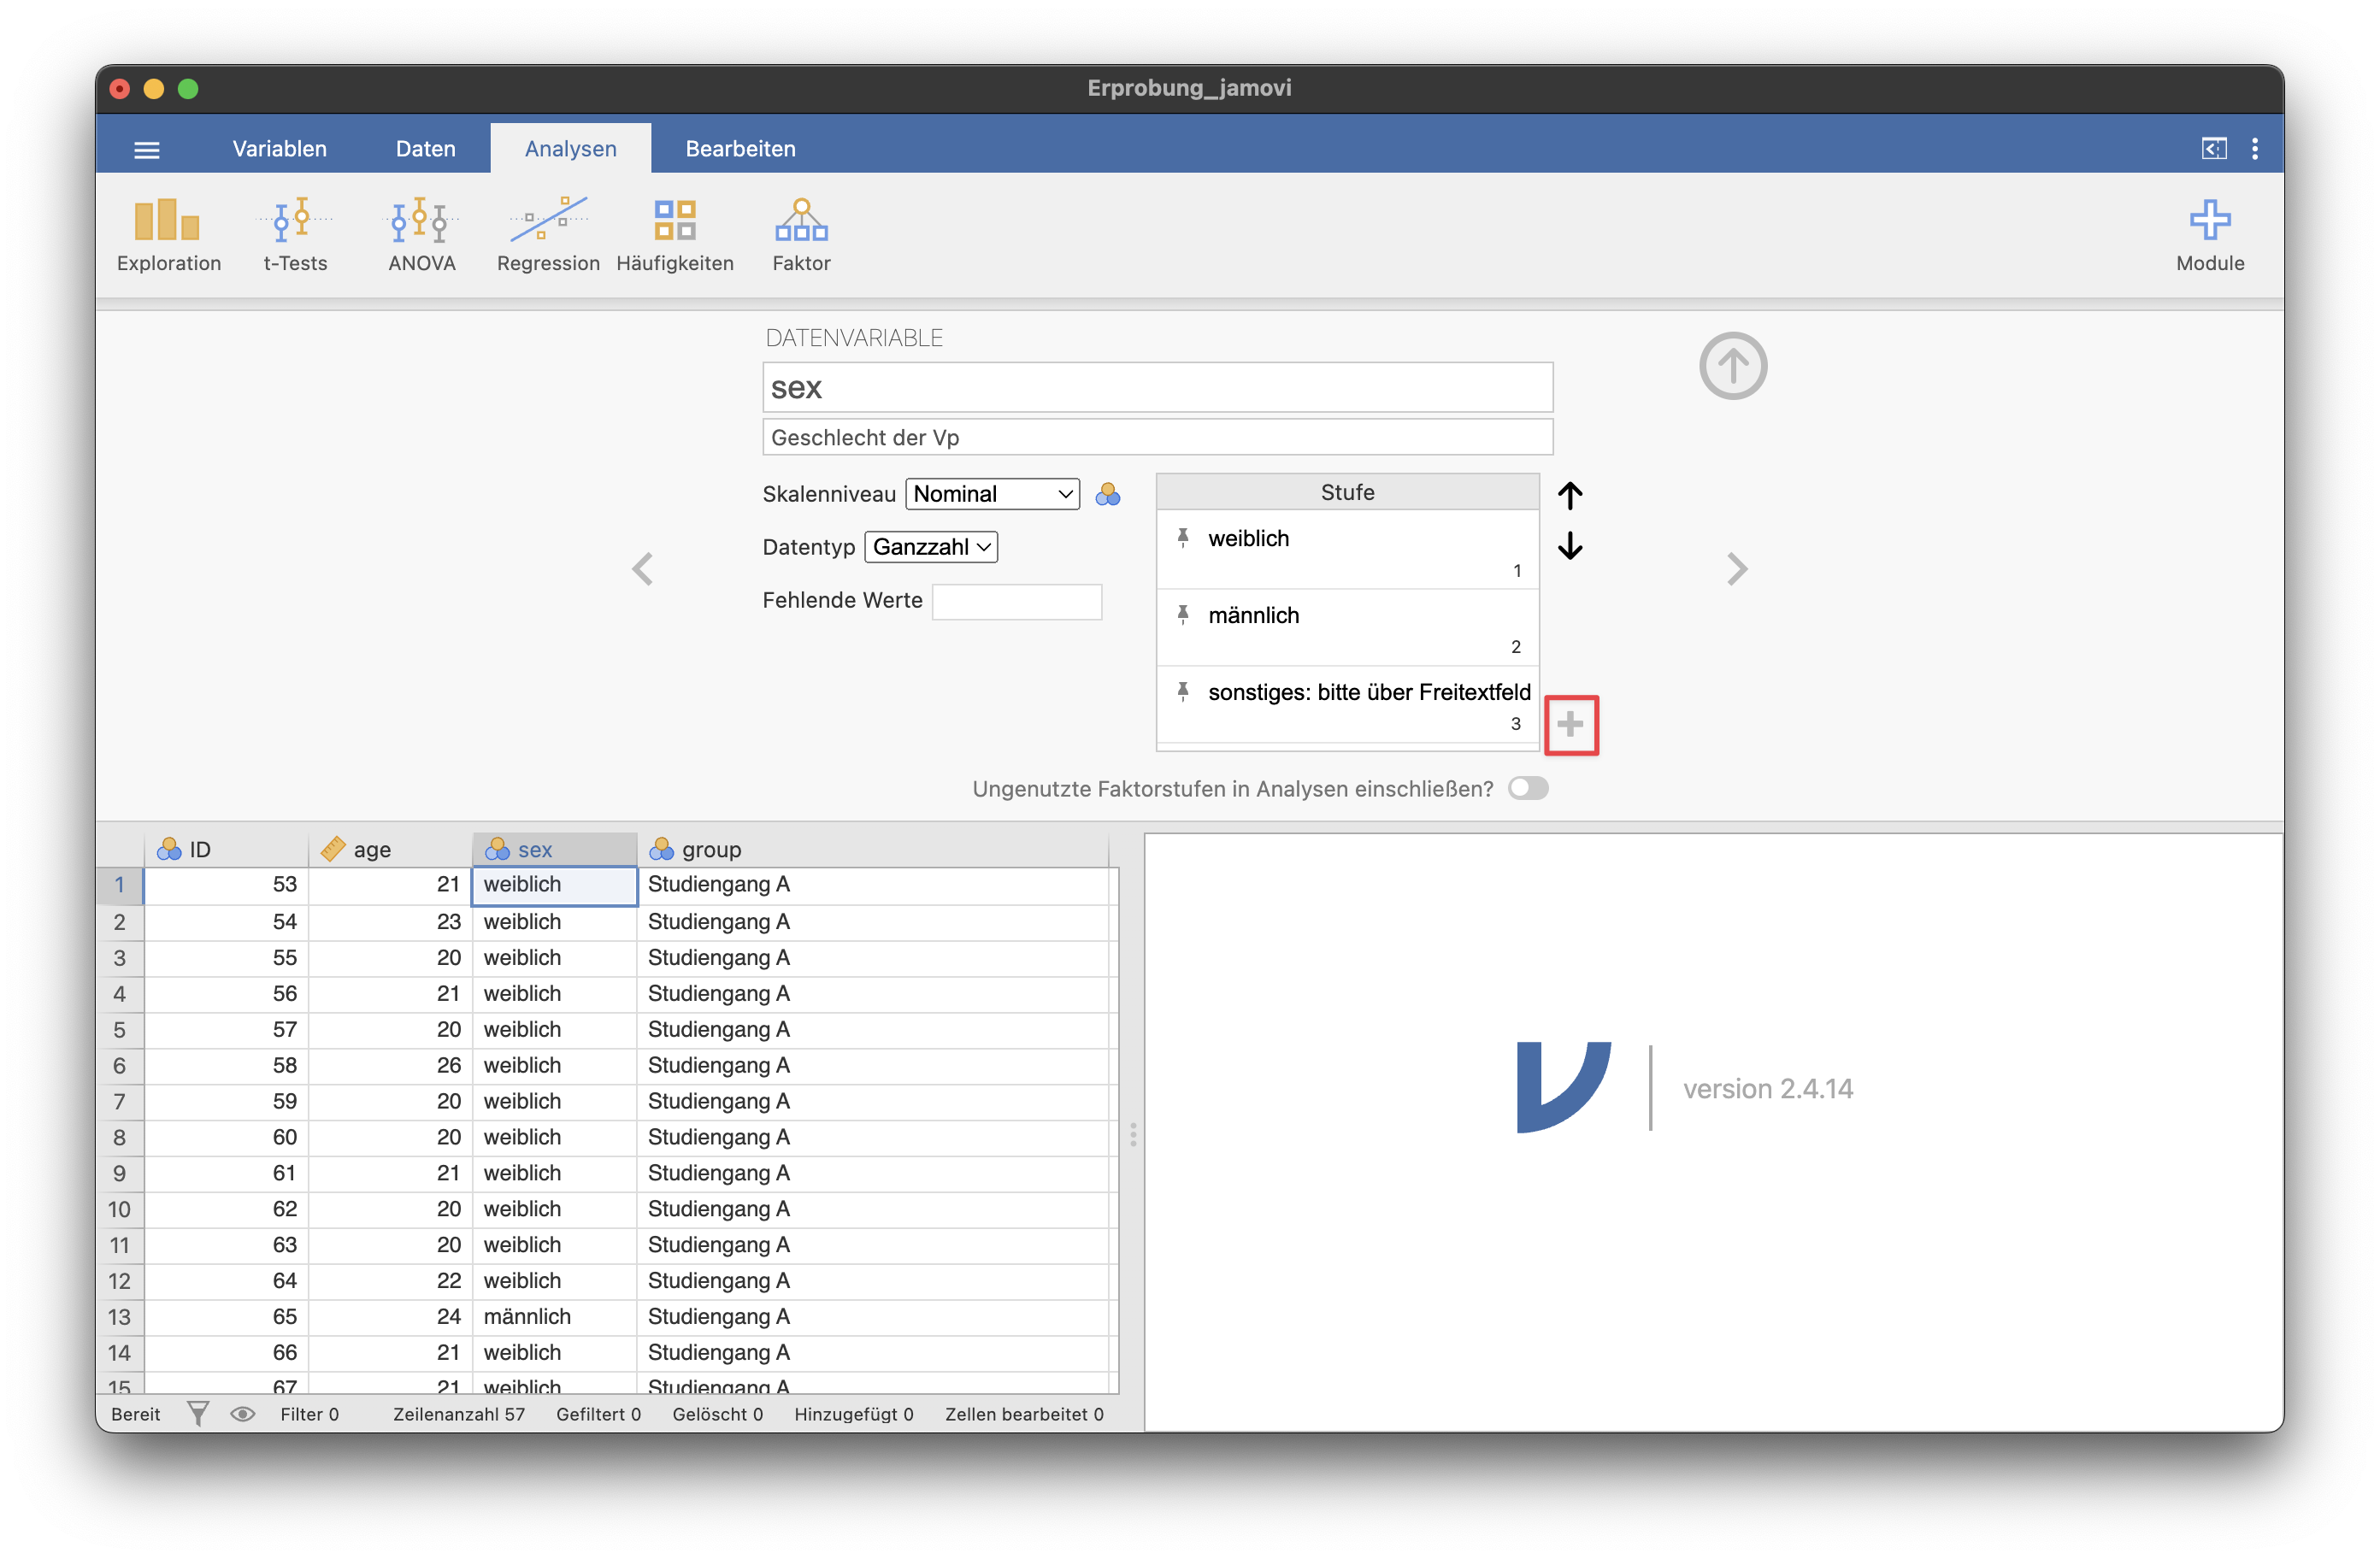 Erprobung_jamovi
Variablen Daten Analysen Bearbeiten
Exploration t-Tests ANOVA Regression Häufigkeiten Faktor Module
DATENVARIABLE
sex
Geschlecht der Vp
Skalenniveau Nominal
Datentyp Ganzzahl
Fehlende Werte
Stufe
weiblich
1
männlich
2
sonstiges: bitte über Freitextfeld
3
Ungenutzte Faktorstufen in Analysen einschließen?
ID age sex group
1 53 21 weiblich Studiengang A
2 54 23 weiblich Studiengang A
3 55 20 weiblich Studiengang A
4 56 21 weiblich Studiengang A
5 57 20 weiblich Studiengang A
6 58 26 weiblich Studiengang A
7 59 20 weiblich Studiengang A
8 60 20 weiblich Studiengang A
9 61 21 weiblich Studiengang A
10 62 20 weiblich Studiengang A
11 63 20 weiblich Studiengang A
12 64 22 weiblich Studiengang A
13 65 24 männlich Studiengang A
14 66 21 weiblich Studiengang A
15 67 21 weiblich Studiengang A
version 2.4.14
Bereit Filter 0 Zeilenanzahl 57 Gefiltert 0 Gelöscht 0 Hinzugefügt 0 Zellen bearbeitet 0